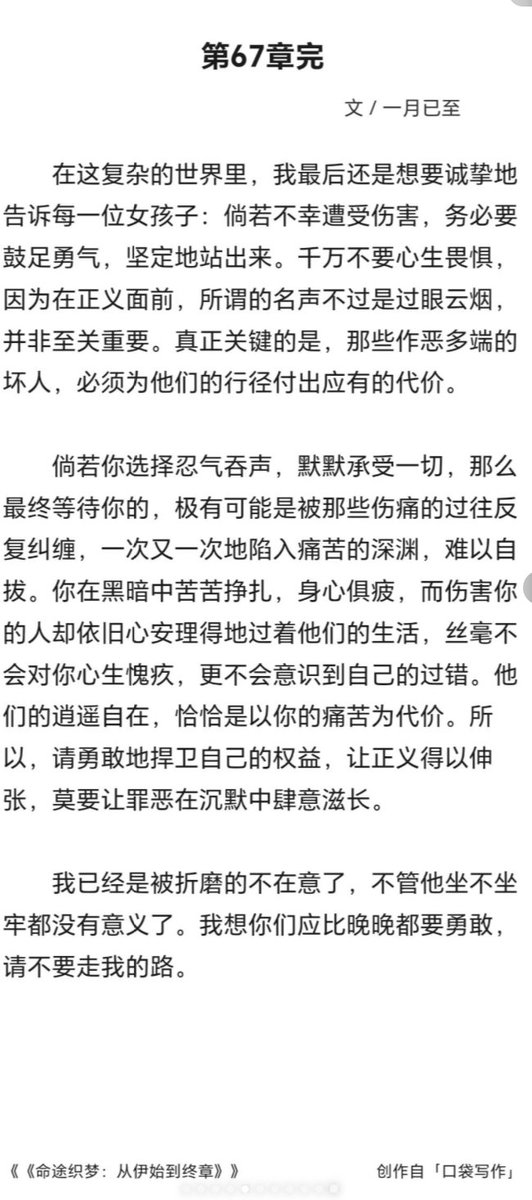 第67章完
文 / 一月已至
在这复杂的世界里，我最后还是想要诚挚地
告诉每一位女孩子：倘若不幸遭受伤害，务必要
鼓足勇气，坚定地站出来。千万不要心生畏惧，
因为在正义面前，所谓的名声不过是过眼云烟，
并非至关重要。真正关键的是，那些作恶多端的
坏人，必须为他们的行径付出应有的代价。
倘若你选择忍气吞声，默默承受一切，那么
最终等待你的，极有可能是被那些伤痛的过往反
复纠缠，一次又一次地陷入痛苦的深渊，难以自
拔。你在黑暗中苦苦挣扎，身心俱疲，而伤害你
的人却依旧心安理得地过着他们的生活，丝毫不
会对你心生愧疚，更不会意识到自己的过错。他
们的逍遥自在，恰恰是以你的痛苦为代价。所
以，请勇敢地捍卫自己的权益，让正义得以伸
张，莫要让罪恶在沉默中肆意滋长。
我已经是被折磨的不在意了，不管他坐不坐
牢都没有意义了。我想你们应比晚晚都要勇敢，
请不要走我的路。
《《命途织梦：从伊始到终章》》
创作自「口袋写作」